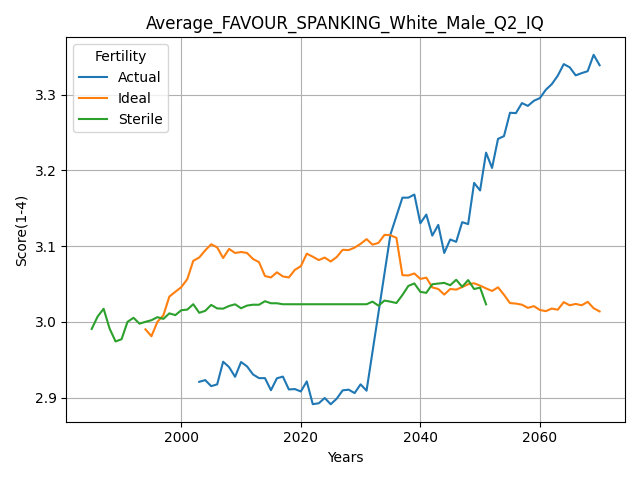 Average_FAVOUR_SPANKING_White_Male_Q2_IQ
Fertility
Actual
Ideal
Sterile
3.3
3.2
3.1
3.0
2.9
Score(1-4)
2000
2020
2040
2060
Years